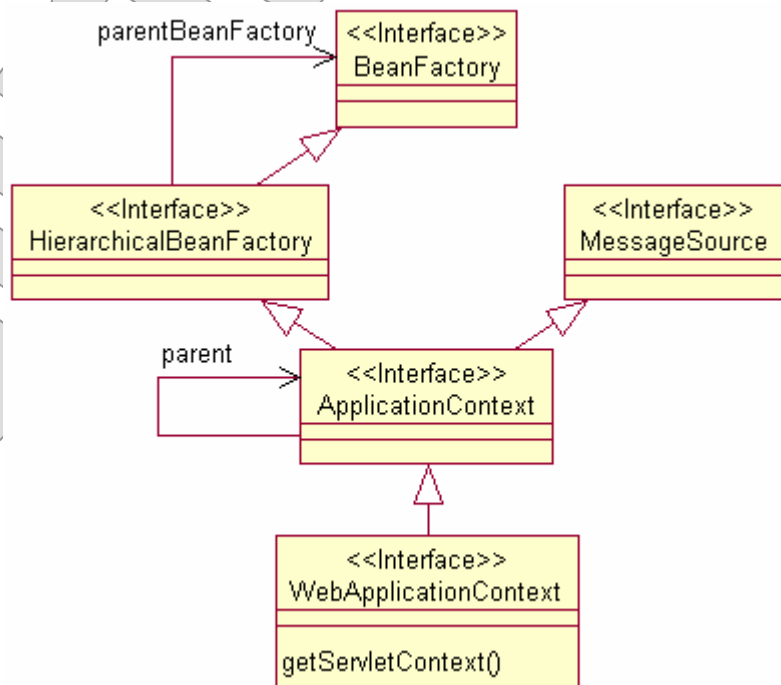 parentBeanFactory
<<Interface>>
BeanFactory
<<Interface>>
HierarchicalBeanFactory
<<Interface>>
MessageSource
parent
<<Interface>>
ApplicationContext
<<Interface>>
WebApplicationContext
getServletContext()